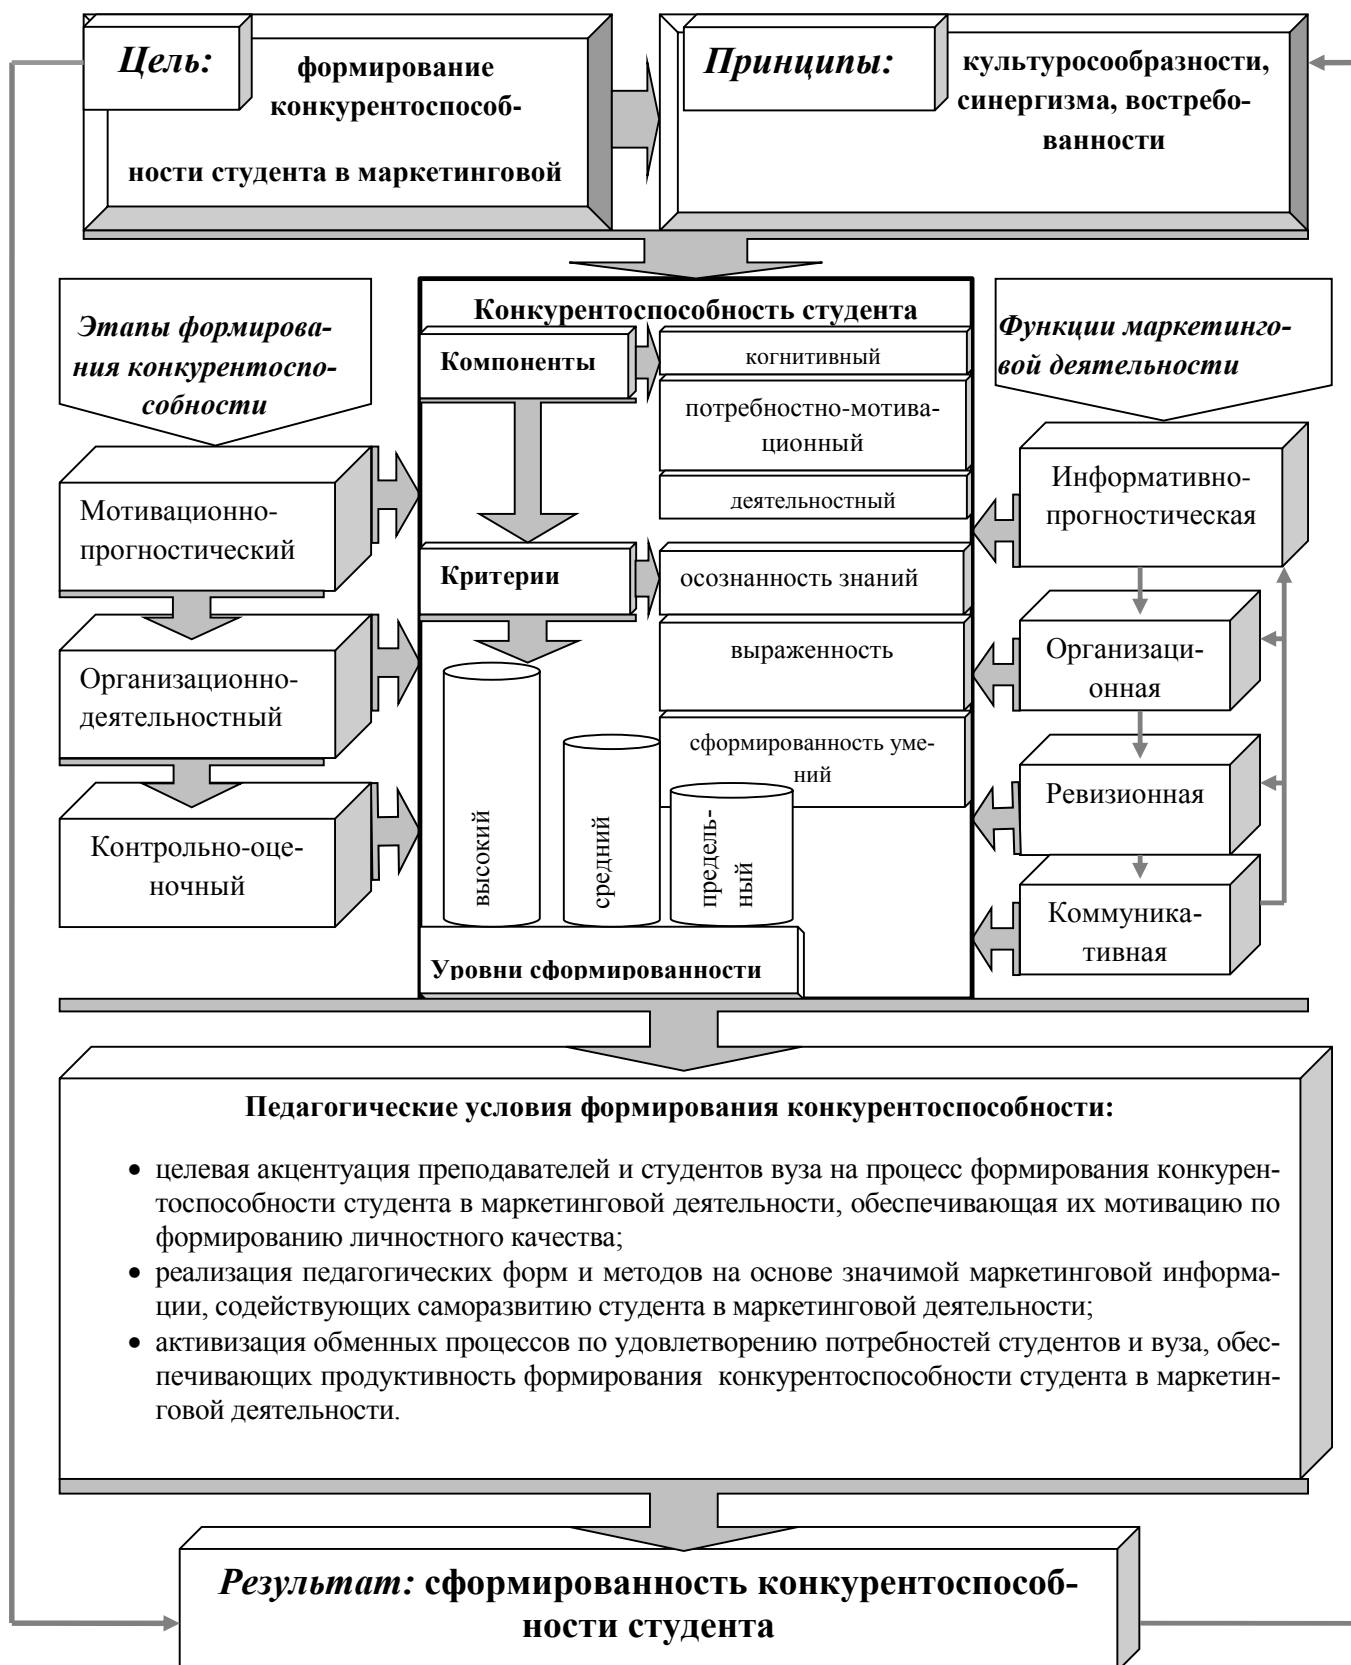 Цель:
формирование
конкурентоспособ-
ности студента в маркетинговой
Принципы:
культуросообразности,
синергизма, востребо-
ванности
Этапы формирова-
ния конкурентоспо-
собности
Мотивационно-
прогностический
Организационно-
деятельностный
Контрольно-оце-
ночный
Конкурентоспособность студента
Компоненты
когнитивный
потребностно-мотива-
ционный
деятельностный
Критерии
осознанность знаний
выраженность
сформированность уме-
ний
высокий
средний
предель-
ный
Уровни сформированности
Функции маркетинго-
вой деятельности
Информативно-
прогностическая
Организаци-
онная
Ревизионная
Коммуника-
тивная
Педагогические условия формирования конкурентоспособности:
• целевая акцентуация преподавателей и студентов вуза на процесс формирования конкурен-
тоспособности студента в маркетинговой деятельности, обеспечивающая их мотивацию по
формированию личностного качества;
• реализация педагогических форм и методов на основе значимой маркетинговой информа-
ции, содействующих саморазвитию студента в маркетинговой деятельности;
• активизация обменных процессов по удовлетворению потребностей студентов и вуза, обес-
печивающих продуктивность формирования конкурентоспособности студента в маркетин-
говой деятельности.
Результат: сформированность конкурентоспособ-
ности студента